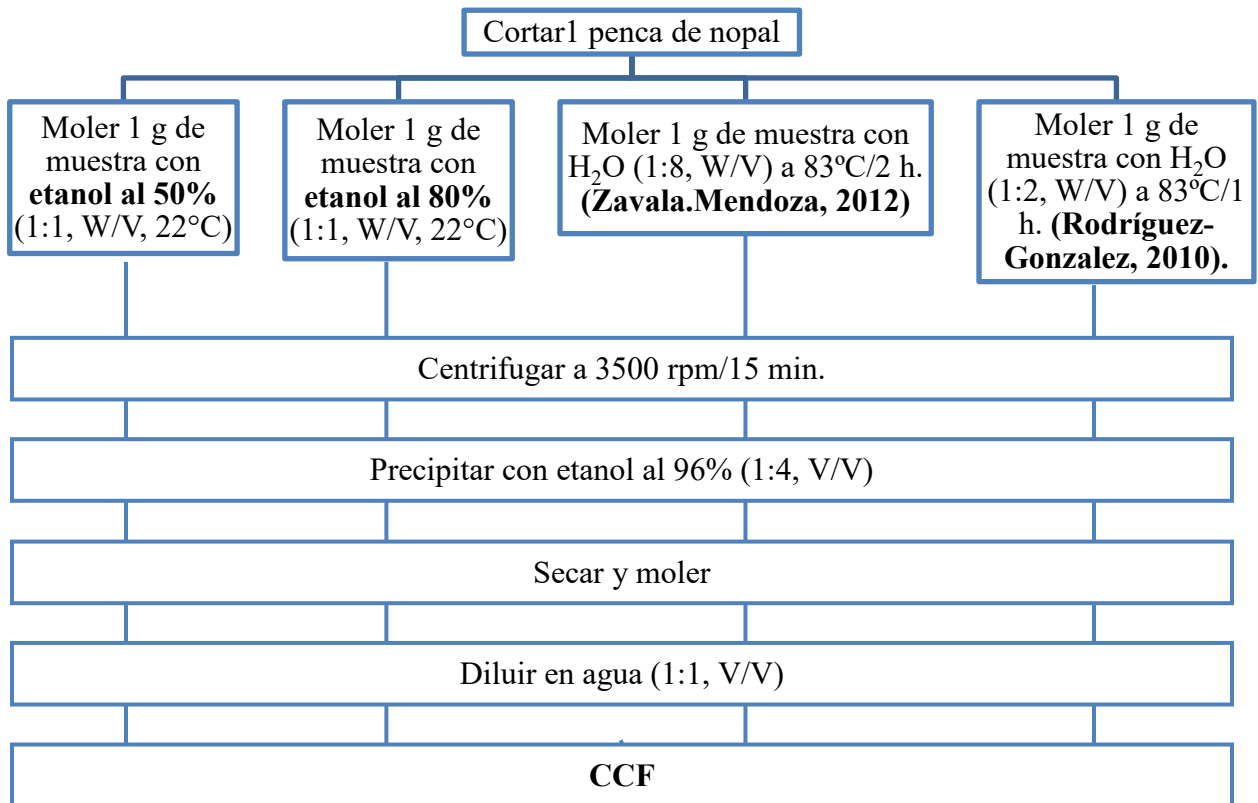 Cortar1 penca de nopal
Moler 1 g de
muestra con
etanol al 50%
(1:1, W/V, 22°C)
Moler 1 g de
muestra con
etanol al 80%
(1:1, W/V, 22°C)
Moler 1 g de muestra con
H₂O (1:8, W/V) a 83ºC/2 h.
(Zavala.Mendoza, 2012)
Moler 1 g de
muestra con H₂O
(1:2, W/V) a 83ºC/1
h. (Rodríguez-
Gonzalez, 2010).
Centrifugar a 3500 rpm/15 min.
Precipitar con etanol al 96% (1:4, V/V)
Secar y moler
Diluir en agua (1:1, V/V)
CCF